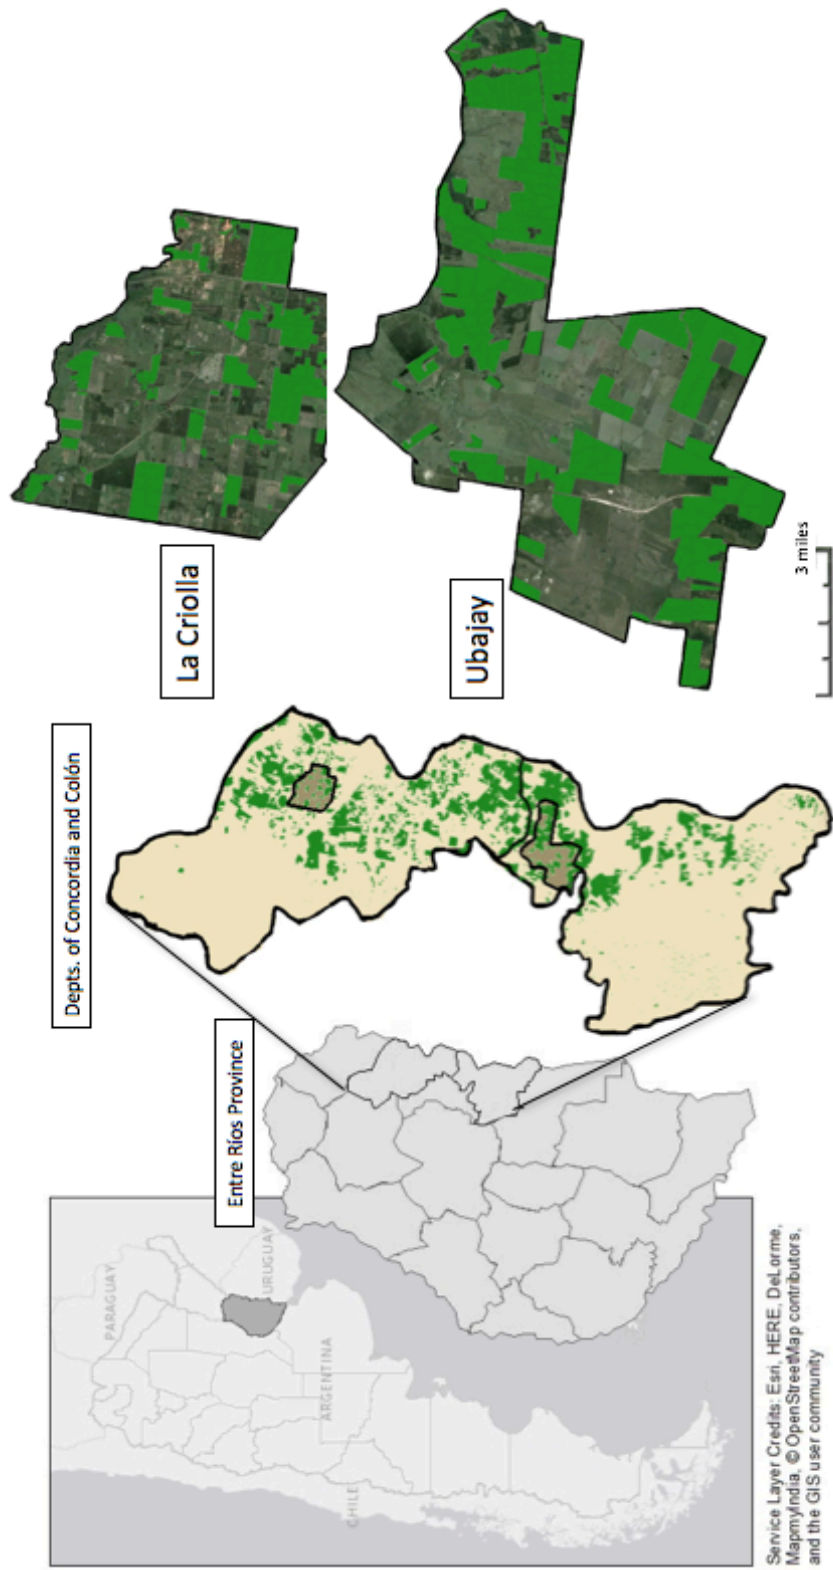 PARAGUAY
URUGUAY
ARGENTINA
CHILE
Entre Ríos Province
Depts. of Concordia and Colón
La Criolla
Ubajay
3 miles
Service Layer Credits: Esri, HERE, DeLorme,
MapmyIndia, © OpenStreetMap contributors,
and the GIS user community